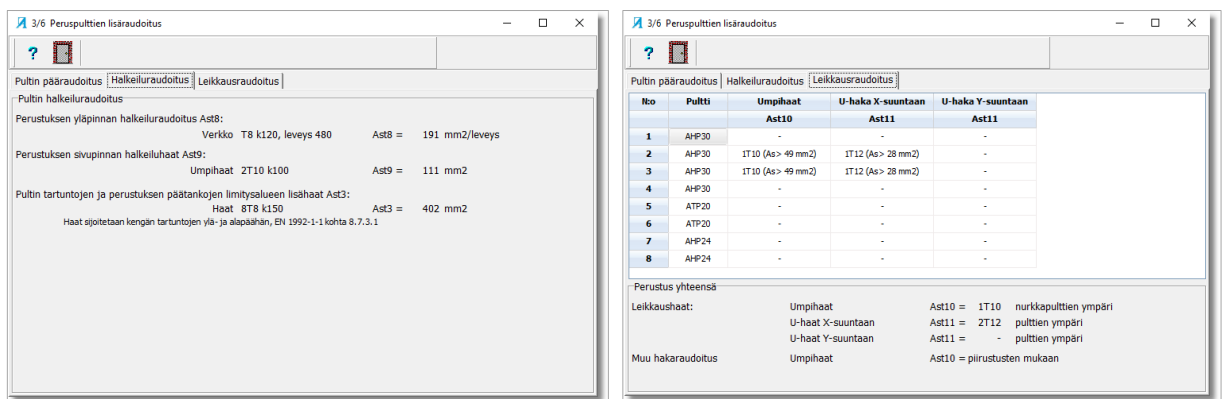 3/6 Peruspulttien lisäraudoitus
?
Pultin pääraudoitus Halkeiluraudoitus Leikkausraudoitus
Pultin halkeiluraudoitus
Perustuksen yläpinnan halkeiluraudoitus Ast8:
Verkko T8 k120, leveys 480 Ast8 = 191 mm2/leveys
Perustuksen sivupinnan halkeiluhaat Ast9:
Umpihaat 2T10 k100 Ast9 = 111 mm2
Pultin tartuntojen ja perustuksen päätankojen limitysalueen lisähaat Ast3:
Haat 8T8 k150 Ast3 = 402 mm2
Haat sijoitetaan kengän tartuntojen ylä- ja alapäähän, EN 1992-1-1 kohta 8.7.3.1
3/6 Peruspulttien lisäraudoitus
?
Pultin pääraudoitus Halkeiluraudoitus Leikkausraudoitus
N:o Pultti Umpihaat U-haka X-suuntaan U-haka Y-suuntaan
Ast10 Ast11 Ast11
1 AHP30 - - -
2 AHP30 1T10 (As> 49 mm2) 1T12 (As> 28 mm2) -
3 AHP30 1T10 (As> 49 mm2) 1T12 (As> 28 mm2) -
4 AHP30 - - -
5 ATP20 - - -
6 ATP20 - - -
7 AHP24 - - -
8 AHP24 - - -
Perustus yhteensä
Leikkaushaat: Umpihaat Ast10 = 1T10 nurkkapulttien ympäri
U-haat X-suuntaan Ast11 = 2T12 pulttien ympäri
U-haat Y-suuntaan Ast11 = - pulttien ympäri
Muu hakaraudoitus Umpihaat Ast10 = piirustusten mukaan